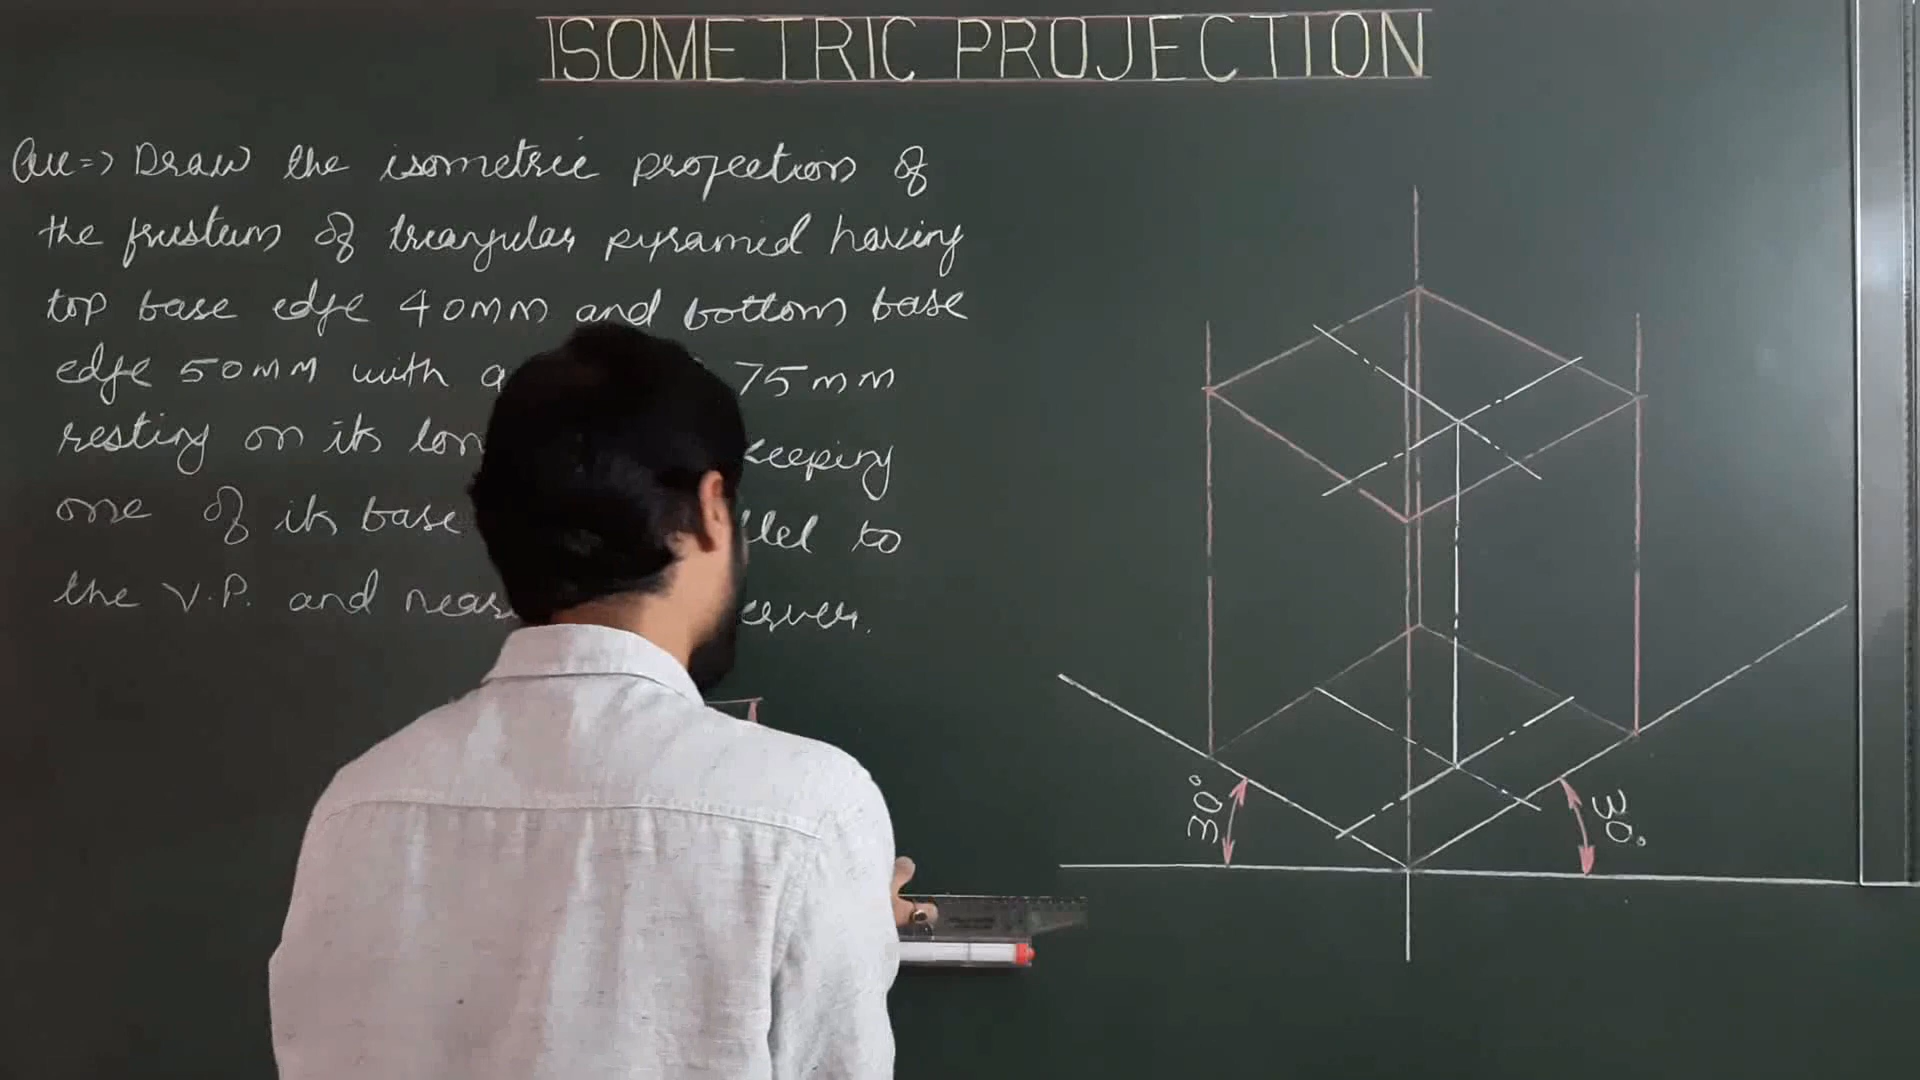 ISOMETRIC PROJECTION
Que=> Draw the isometric projection of
the frustum of triangular pyramid having
top base edge 40mm and bottom base
edge 50mm with 75mm
resting on its keeping
one of its base to
the V.P. and
30°
30°